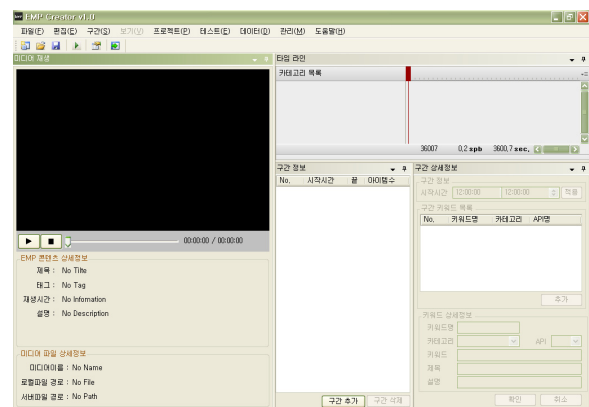 EMP Creator v1.0
파일(F) 편집(E) 구간(S) 보기(V) 프로젝트(P) 테스트(E) 데이터(D) 관리(M) 도움말(H)
미디어 재생
타임 라인
카테고리 목록
36007 0,2 spb 3600,7 sec,
구간 정보
No, 시작시간 끝 아이템수
구간 추가 구간 삭제
구간 상세정보
구간 정보
시작시간 12:00:00 12:00:00 적용
구간 키워드 목록
No, 키워드명 카테고리 API명
추가
키워드 상세정보
키워드명
카테고리 API
키워드
제목
설명
확인 취소
00:00:00 / 00:00:00
EMP 콘텐츠 상세정보
제목 : No Tilte
태그 : No Tag
재생시간 : No Infomation
설명 : No Description
미디어 파일 상세정보
미디어이름 : No Name
로컬파일 경로 : No File
서버파일 경로 : No Path